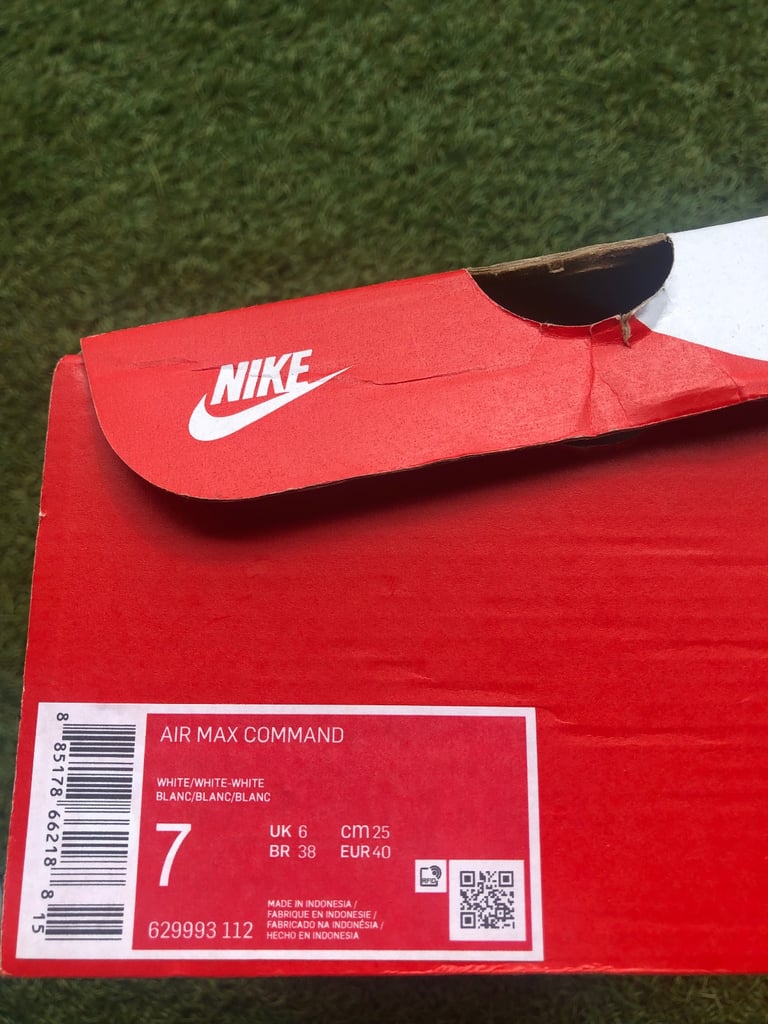 NIKE
AIR MAX COMMAND
WHITE/WHITE-WHITE
BLANC/BLANC/BLANC
7
UK 6
BR 38
cm 25
EUR 40
RFID
629993 112
MADE IN INDONESIA /
FABRIQUE EN INDONESIE /
FABRICADO NA INDONÉSIA /
HECHO EN INDONESIA
8 85178 66218 8 15